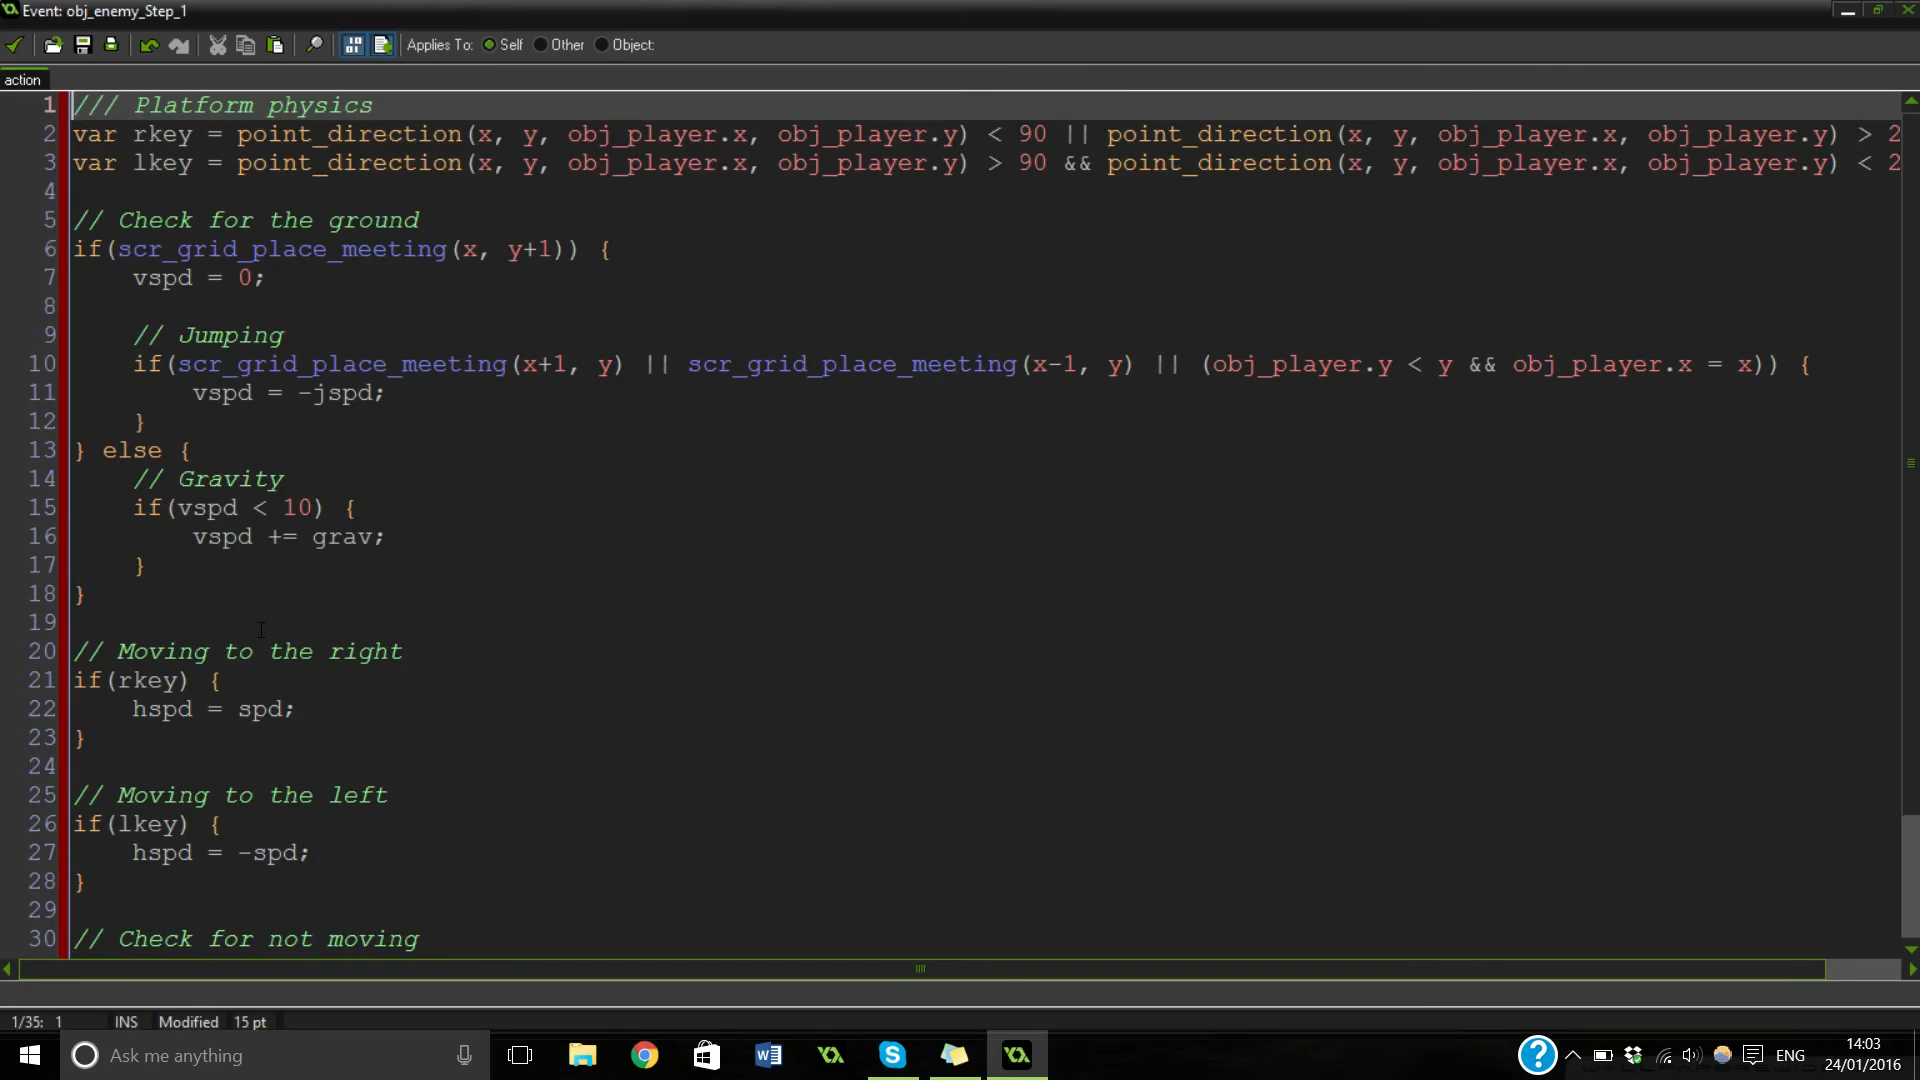 Event: obj_enemy_Step_1
Applies To: Self Other Object:
action
1 /// Platform physics
2 var rkey = point_direction(x, y, obj_player.x, obj_player.y) < 90 || point_direction(x, y, obj_player.x, obj_player.y) > 2
3 var lkey = point_direction(x, y, obj_player.x, obj_player.y) > 90 && point_direction(x, y, obj_player.x, obj_player.y) < 2
4
5 // Check for the ground
6 if(scr_grid_place_meeting(x, y+1)) {
7 vspd = 0;
8
9 // Jumping
10 if(scr_grid_place_meeting(x+1, y) || scr_grid_place_meeting(x-1, y) || (obj_player.y < y && obj_player.x = x)) {
11 vspd = -jspd;
12 }
13 } else {
14 // Gravity
15 if(vspd < 10) {
16 vspd += grav;
17 }
18 }
19
20 // Moving to the right
21 if(rkey) {
22 hspd = spd;
23 }
24
25 // Moving to the left
26 if(lkey) {
27 hspd = -spd;
28 }
29
30 // Check for not moving
1/35: 1 INS Modified 15 pt
Ask me anything
ENG
14:03
24/01/2016